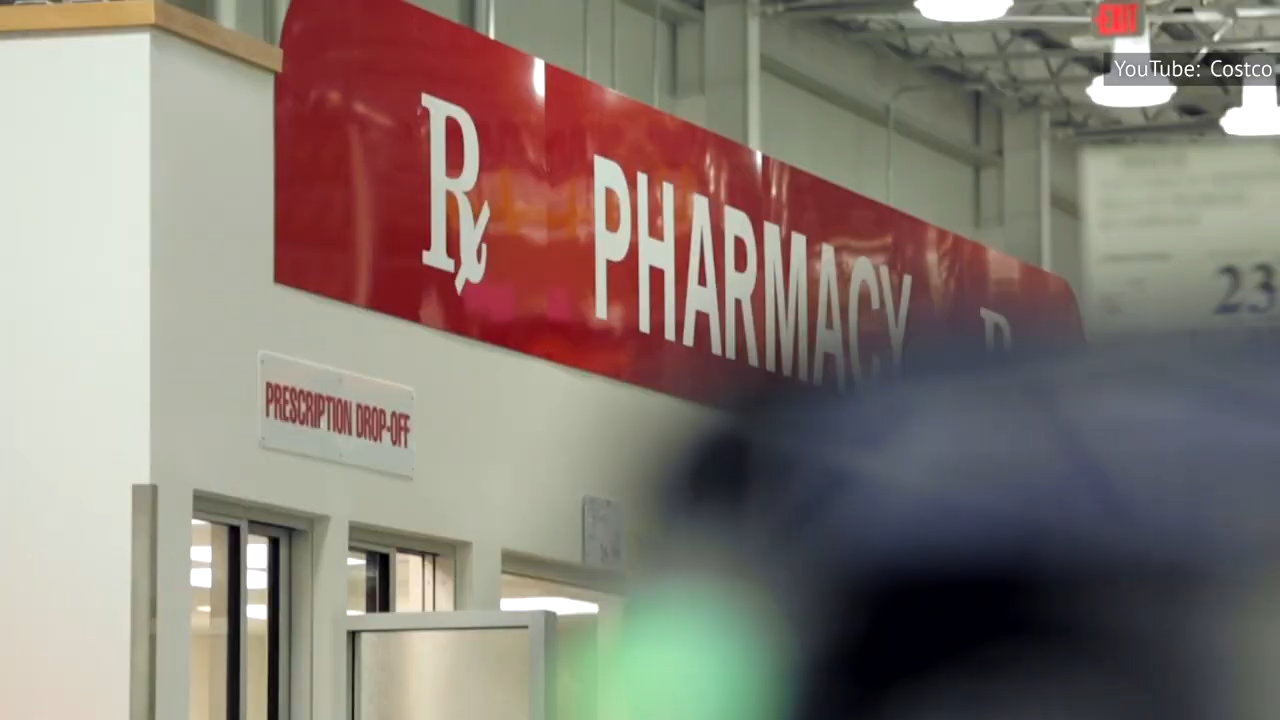 EXIT
YouTube: Costco
℞ PHARMACY ℞
23
PRESCRIPTION DROP-OFF